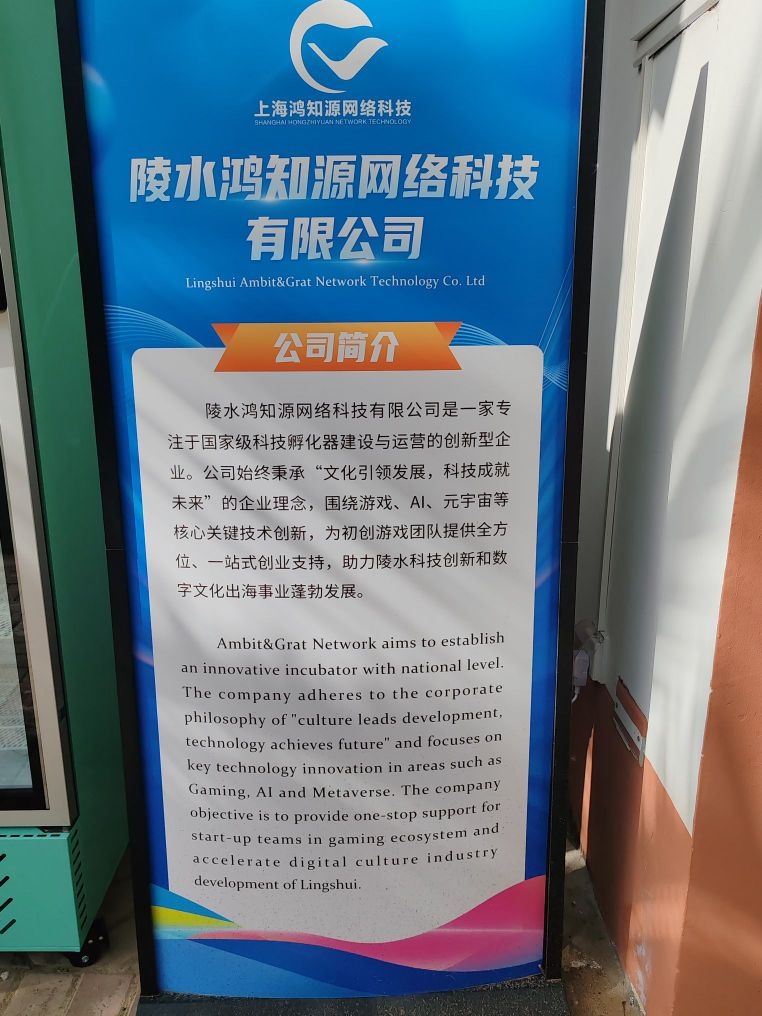 上海鸿知源网络科技
SHANGHAI HONGZHIYUAN NETWORK TECHNOLOGY
陵水鸿知源网络科技
有限公司
Lingshui Ambit&Grat Network Technology Co. Ltd
公司简介
陵水鸿知源网络科技有限公司是一家专
注于国家级科技孵化器建设与运营的创新型企
业。公司始终秉承“文化引领发展，科技成就
未来”的企业理念，围绕游戏、AI、元宇宙等
核心关键技术创新，为初创游戏团队提供全方
位、一站式创业支持，助力陵水科技创新和数
字文化出海事业蓬勃发展。
Ambit&Grat Network aims to establish
an innovative incubator with national level.
The company adheres to the corporate
philosophy of "culture leads development,
technology achieves future" and focuses on
key technology innovation in areas such as
Gaming, AI and Metaverse. The company
objective is to provide one-stop support for
start-up teams in gaming ecosystem and
accelerate digital culture industry
development of Lingshui.